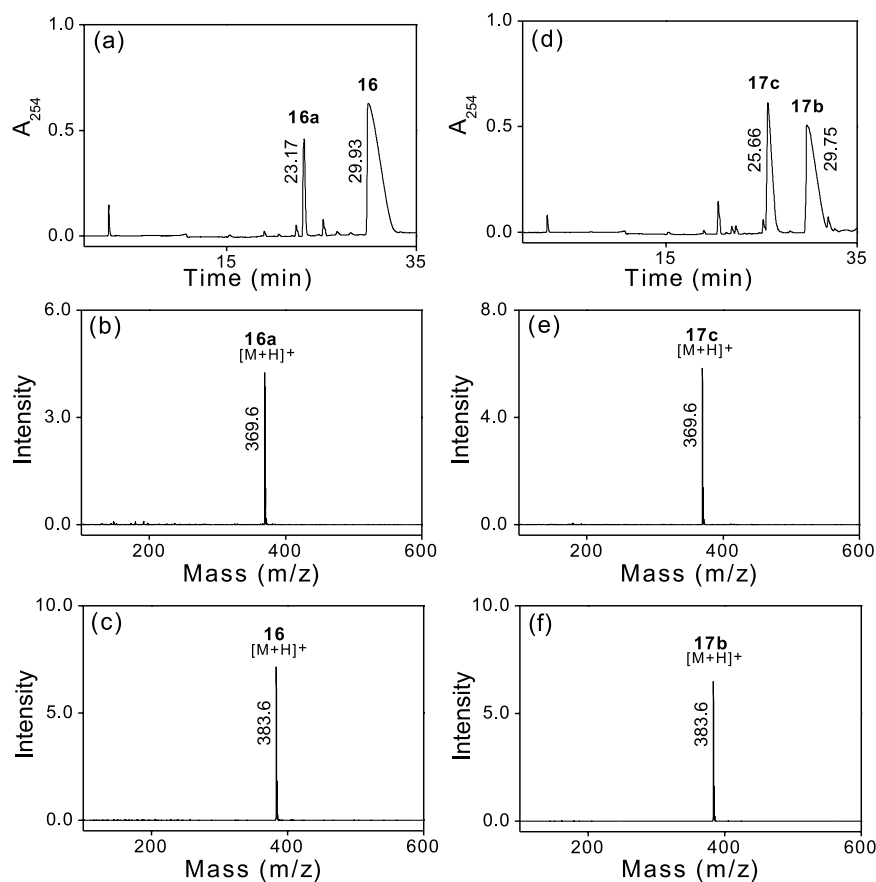 (a)
1.0
0.5
0.0
A254
16a
23.17
16
29.93
15
35
Time (min)
(d)
1.0
0.5
0.0
A254
17c
25.66
17b
29.75
15
35
Time (min)
(b)
6.0
3.0
0.0
Intensity
16a
[M+H]+
369.6
200
400
600
Mass (m/z)
(e)
8.0
4.0
0.0
Intensity
17c
[M+H]+
369.6
200
400
600
Mass (m/z)
(c)
10.0
5.0
0.0
Intensity
16
[M+H]+
383.6
200
400
600
Mass (m/z)
(f)
10.0
5.0
0.0
Intensity
17b
[M+H]+
383.6
200
400
600
Mass (m/z)